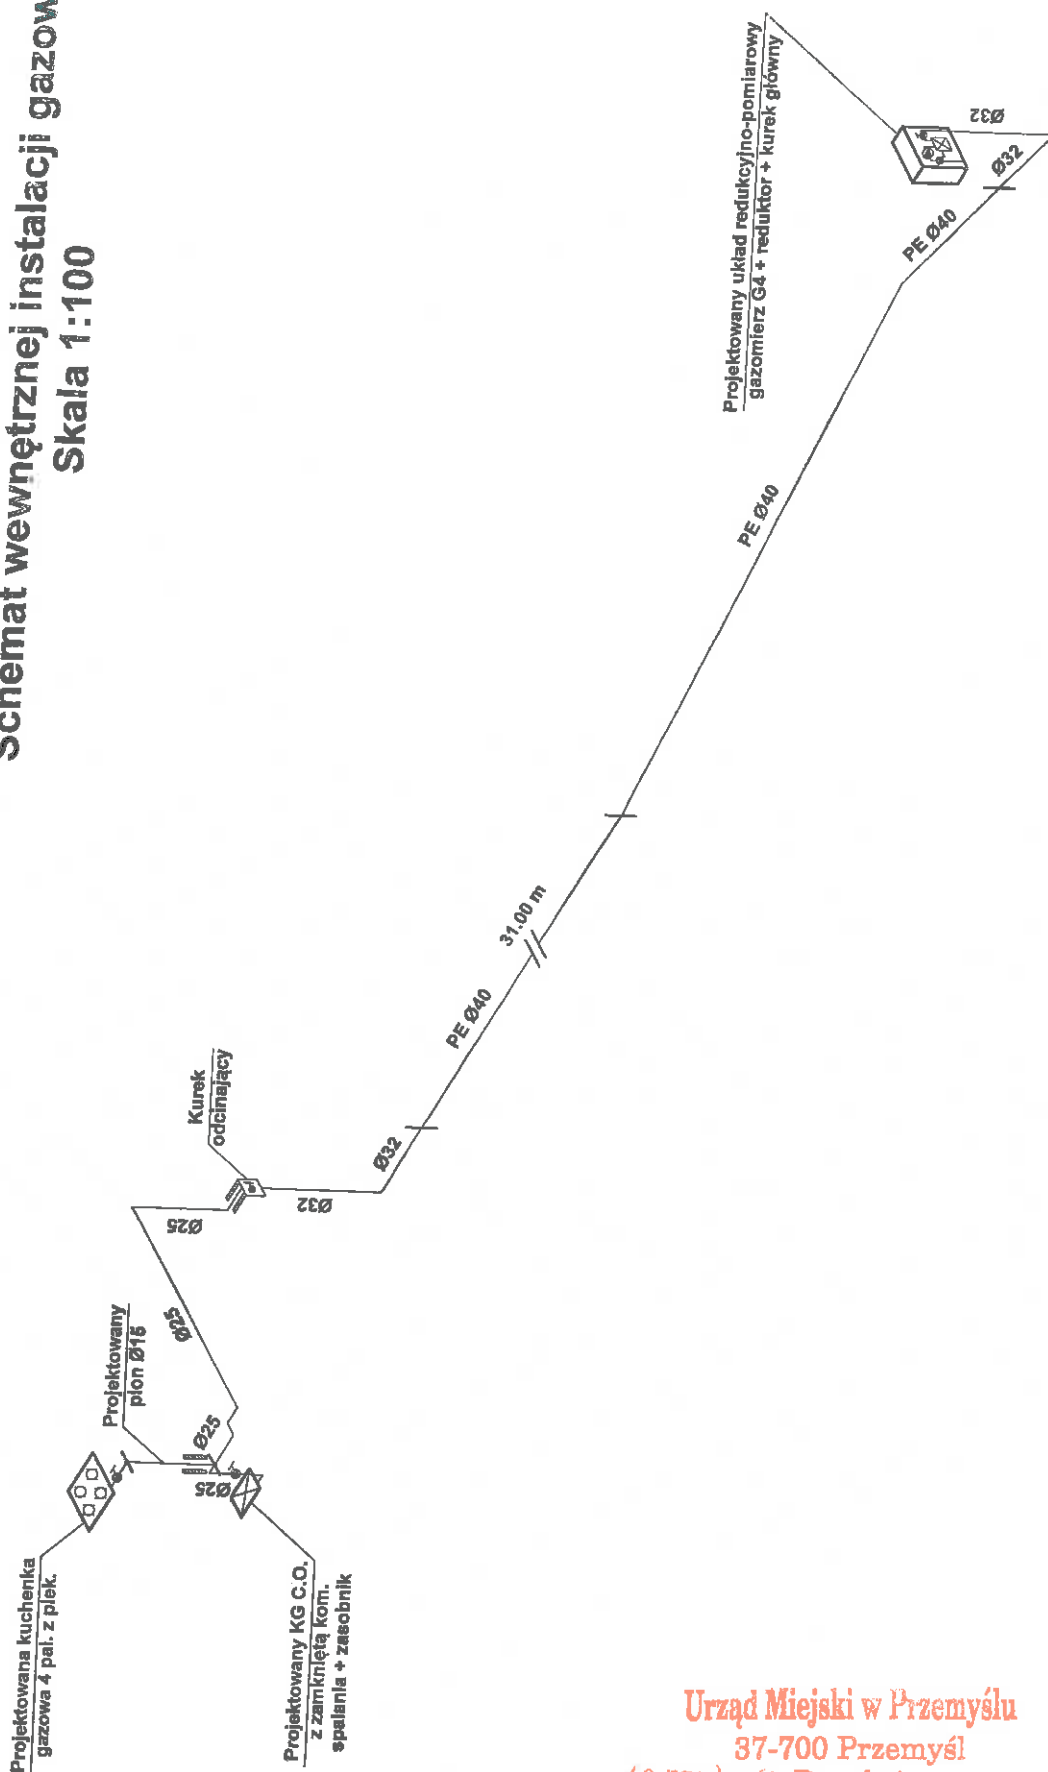 Schemat wewnętrznej instalacji
Skala 1:100
Projektowana kuchenka
gazowa 4 pal. z piek.
Projektowany
pion Ø15
Projektowany KG C.O.
z zamkniętą kom.
spalania + zasobnik
Ø25
Ø25
Ø25
Ø25
Kurek
odcinający
Ø32
Ø32
PE Ø40
31.00 m
PE Ø40
PE Ø40
Ø32
Ø32
Projektowany układ redukcyjno-pomiarowy
gazomierz G4 + reduktor + kurek główny
Urząd Miejski w Przemyślu
37-700 Przemyśl